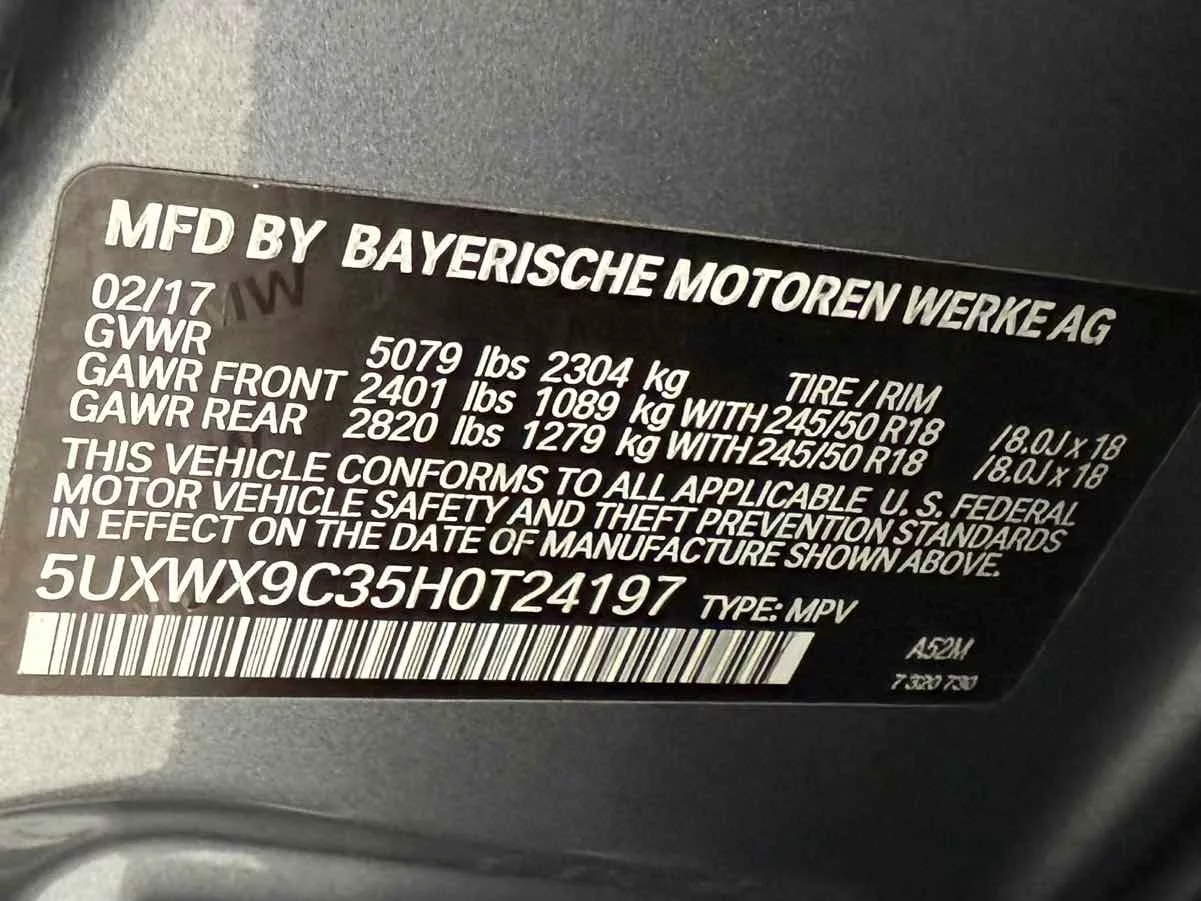 MFD BY BAYERISCHE MOTOREN WERKE AG
02/17
GVWR 5079 lbs 2304 kg TIRE / RIM
GAWR FRONT 2401 lbs 1089 kg WITH 245/50 R18 /8.0J x 18
GAWR REAR 2820 lbs 1279 kg WITH 245/50 R18 /8.0J x 18
THIS VEHICLE CONFORMS TO ALL APPLICABLE U.S. FEDERAL
MOTOR VEHICLE SAFETY AND THEFT PREVENTION STANDARDS
IN EFFECT ON THE DATE OF MANUFACTURE SHOWN ABOVE.
5UXWX9C35H0T24197 TYPE: MPV
A52M
7 320 730